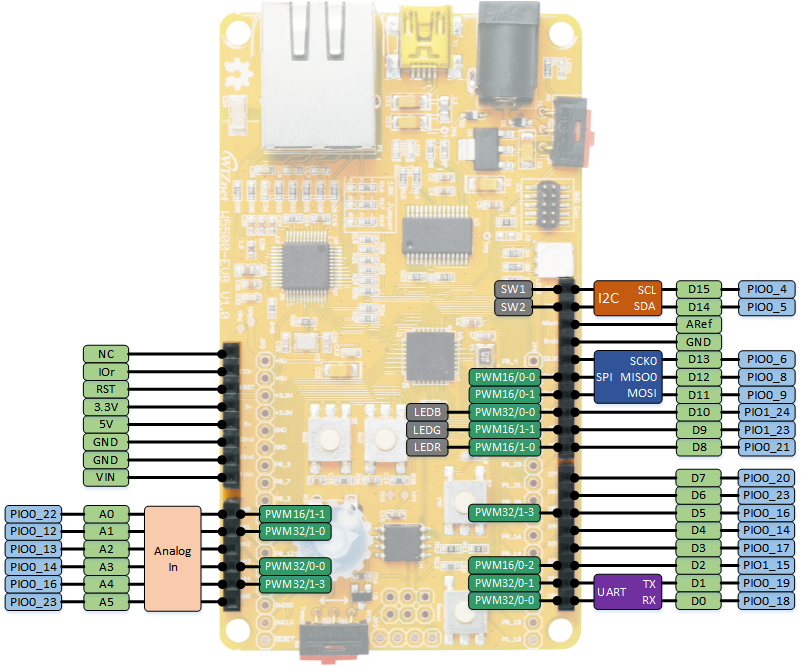 WIZnet W5500-EVB V1.0
SW1
I2C
SCL
D15
PIO0_4
SW2
SDA
D14
PIO0_5
ARef
GND
SCK0
D13
PIO0_6
PWM16/0-0
SPI
MISO0
D12
PIO0_8
PWM16/0-1
MOSI
D11
PIO0_9
LEDB
PWM32/0-0
D10
PIO1_24
LEDG
PWM16/1-1
D9
PIO1_23
LEDR
PWM16/1-0
D8
PIO0_21
NC
IOr
RST
3.3V
5V
GND
GND
VIN
D7
PIO0_20
D6
PIO0_23
PWM32/1-3
D5
PIO0_16
D4
PIO0_14
D3
PIO0_17
PWM16/0-2
D2
PIO1_15
PWM32/0-1
UART
TX
D1
PIO0_19
PWM32/0-0
RX
D0
PIO0_18
PIO0_22
A0
Analog
In
PWM16/1-1
PIO0_12
A1
PWM32/1-0
PIO0_13
A2
PIO0_14
A3
PWM32/0-0
PIO0_16
A4
PWM32/1-3
PIO0_23
A5